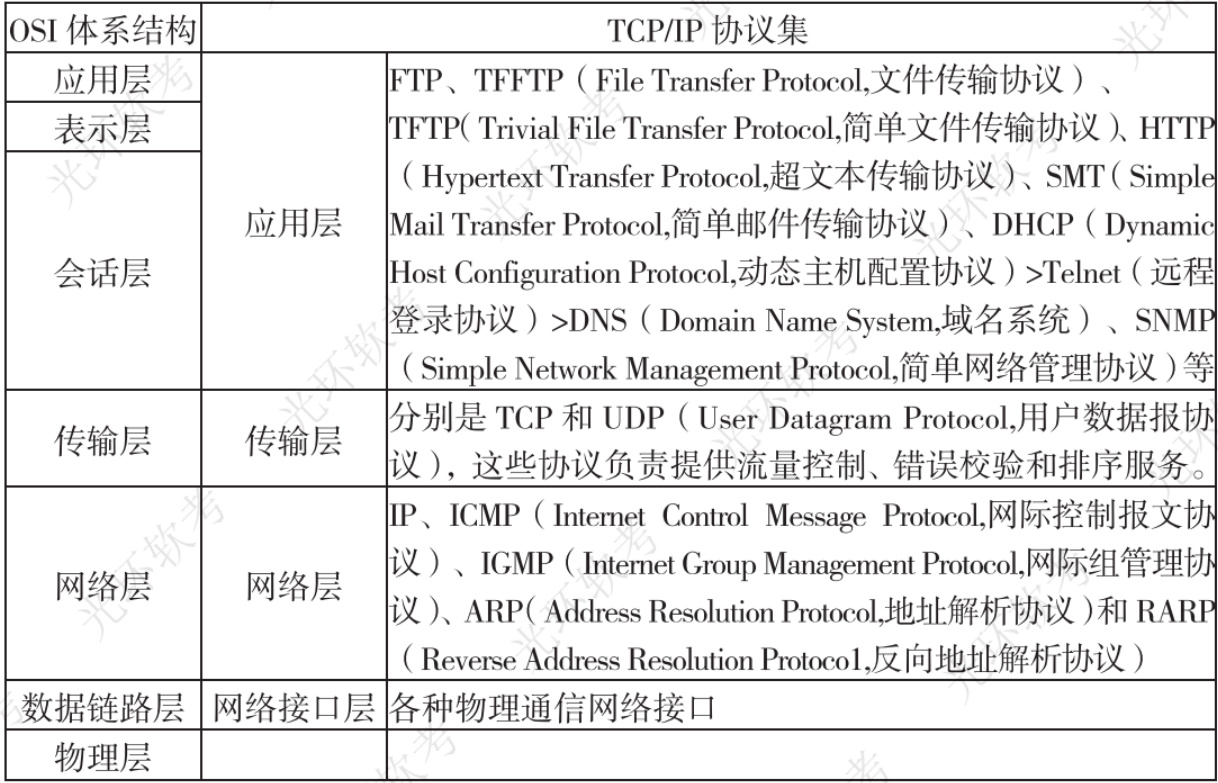 OSI 体系结构 TCP/IP 协议集
应用层
表示层
会话层
应用层
FTP、TFFTP（File Transfer Protocol,文件传输协议）、
TFTP（Trivial File Transfer Protocol,简单文件传输协议）、HTTP
（Hypertext Transfer Protocol,超文本传输协议）、SMT（Simple
Mail Transfer Protocol,简单邮件传输协议）、DHCP（Dynamic
Host Configuration Protocol,动态主机配置协议）>Telnet（远程
登录协议）>DNS（Domain Name System,域名系统）、SNMP
（Simple Network Management Protocol,简单网络管理协议）等
传输层
传输层
分别是 TCP 和 UDP（User Datagram Protocol,用户数据报协
议），这些协议负责提供流量控制、错误校验和排序服务。
网络层
网络层
IP、ICMP（Internet Control Message Protocol,网际控制报文协
议）、IGMP（Internet Group Management Protocol,网际组管理协
议）、ARP（Address Resolution Protocol,地址解析协议）和 RARP
（Reverse Address Resolution Protoco1,反向地址解析协议）
数据链路层 网络接口层 各种物理通信网络接口
物理层
光环软考